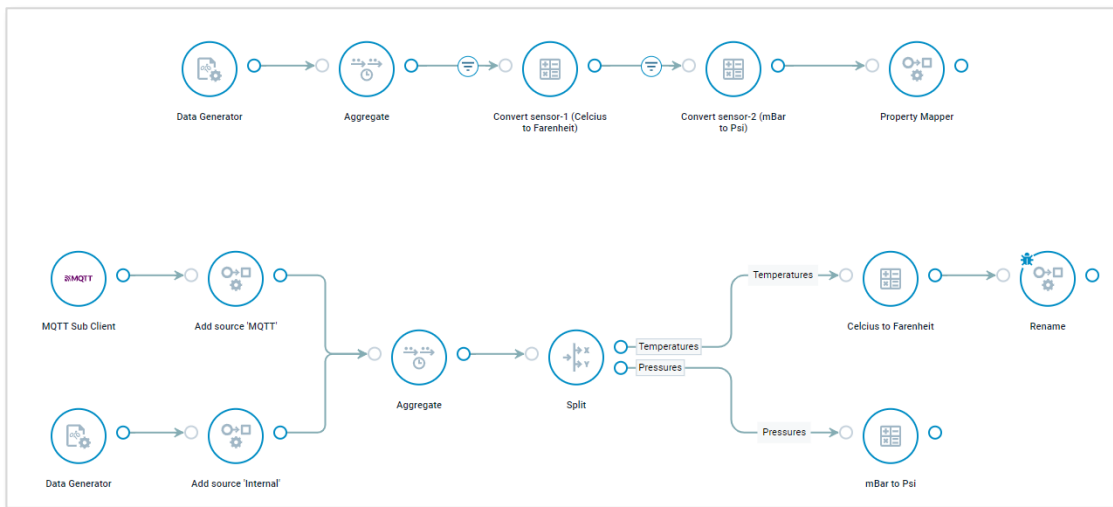 Data Generator
Aggregate
Convert sensor-1 (Celcius
to Farenheit)
Convert sensor-2 (mBar
to Psi)
Property Mapper
MQTT
MQTT Sub Client
Add source 'MQTT'
Temperatures
Celcius to Farenheit
Rename
Aggregate
X
Y
Split
Temperatures
Pressures
Data Generator
Add source 'Internal'
Pressures
mBar to Psi